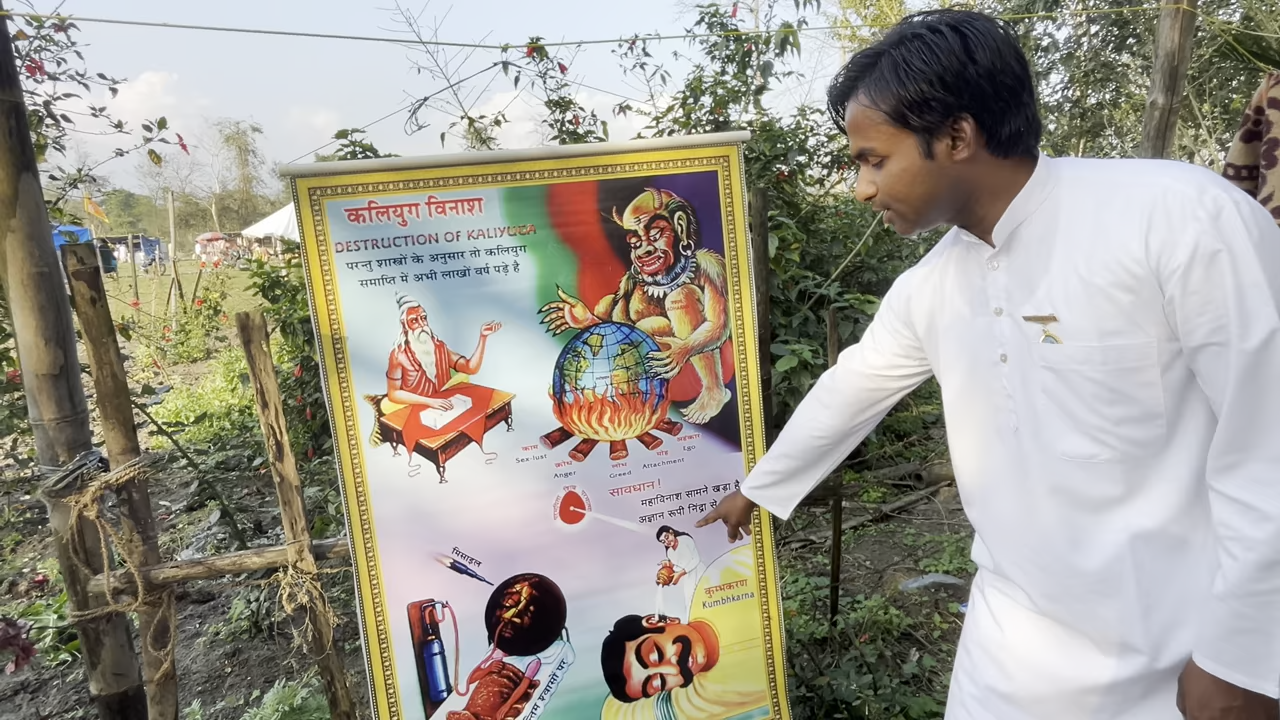 कलियुग विनाश
DESTRUCTION OF KALIYUGA
परन्तु शास्त्रों के अनुसार तो कलियुग
समाप्ति में अभी लाखों वर्ष पड़े है
काम
Sex-lust
क्रोध
Anger
लोभ
Greed
मोह
Attachment
अहंकार
Ego
सावधान!
महाविनाश सामने खड़ा है
अज्ञान रूपी निंद्रा से
मिसाइल
कुम्भकरण
Kumbhkarna
श्वासों पर